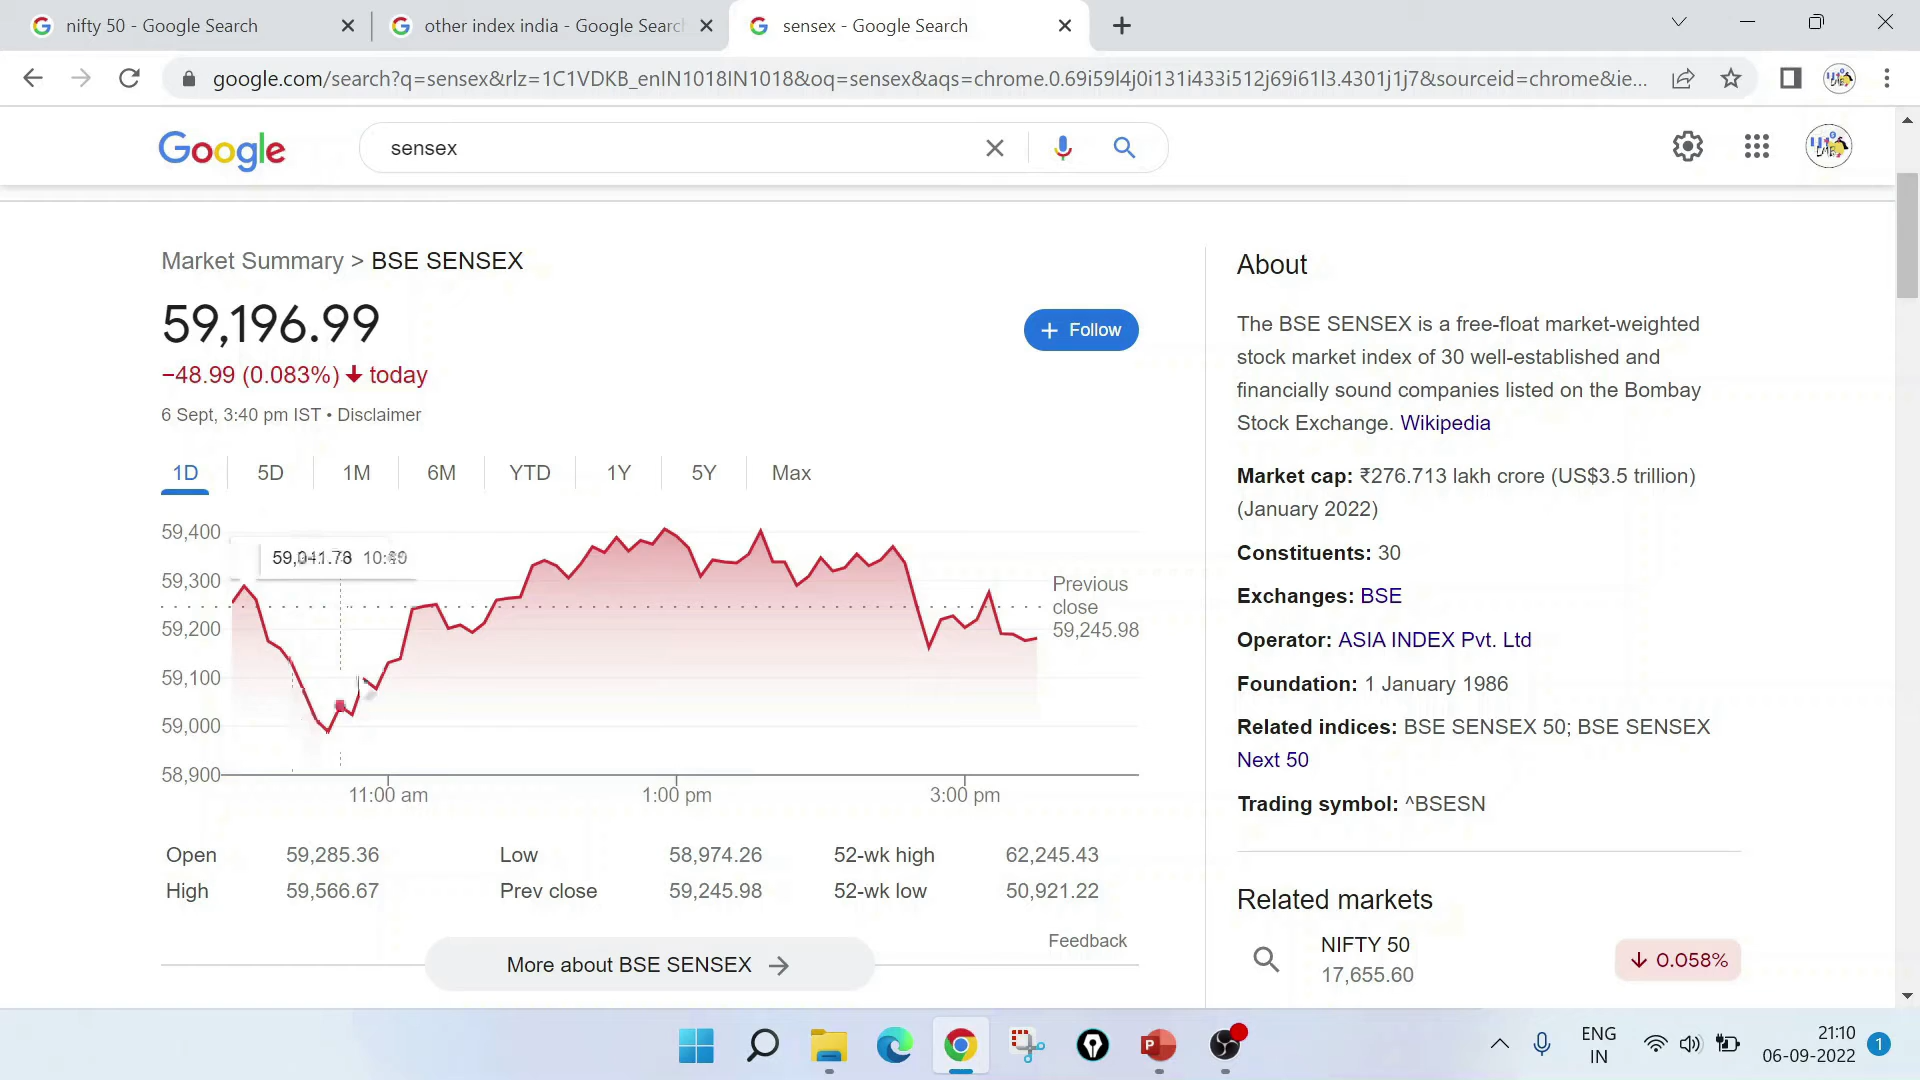 nifty 50 - Google Search
other index india - Google Search
sensex - Google Search
google.com/search?q=sensex&rlz=1C1VDKB_enIN1018IN1018&oq=sensex&aqs=chrome.0.69i59l4j0i131i433i512j69i61l3.4301j1j7&sourceid=chrome&ie...
Google
sensex
Market Summary > BSE SENSEX
59,196.99
−48.99 (0.083%) today
6 Sept, 3:40 pm IST • Disclaimer
+ Follow
1D 5D 1M 6M YTD 1Y 5Y Max
59,400
59,300
59,200
59,100
59,000
58,900
Previous
close
59,245.98
11:00 am 1:00 pm 3:00 pm
Open 59,285.36 Low 58,974.26 52-wk high 62,245.43
High 59,566.67 Prev close 59,245.98 52-wk low 50,921.22
Feedback
More about BSE SENSEX
About
The BSE SENSEX is a free-float market-weighted
stock market index of 30 well-established and
financially sound companies listed on the Bombay
Stock Exchange. Wikipedia
Market cap: ₹276.713 lakh crore (US$3.5 trillion)
(January 2022)
Constituents: 30
Exchanges: BSE
Operator: ASIA INDEX Pvt. Ltd
Foundation: 1 January 1986
Related indices: BSE SENSEX 50; BSE SENSEX
Next 50
Trading symbol: ^BSESN
Related markets
NIFTY 50
17,655.60
0.058%
ENG
IN
21:10
06-09-2022
1